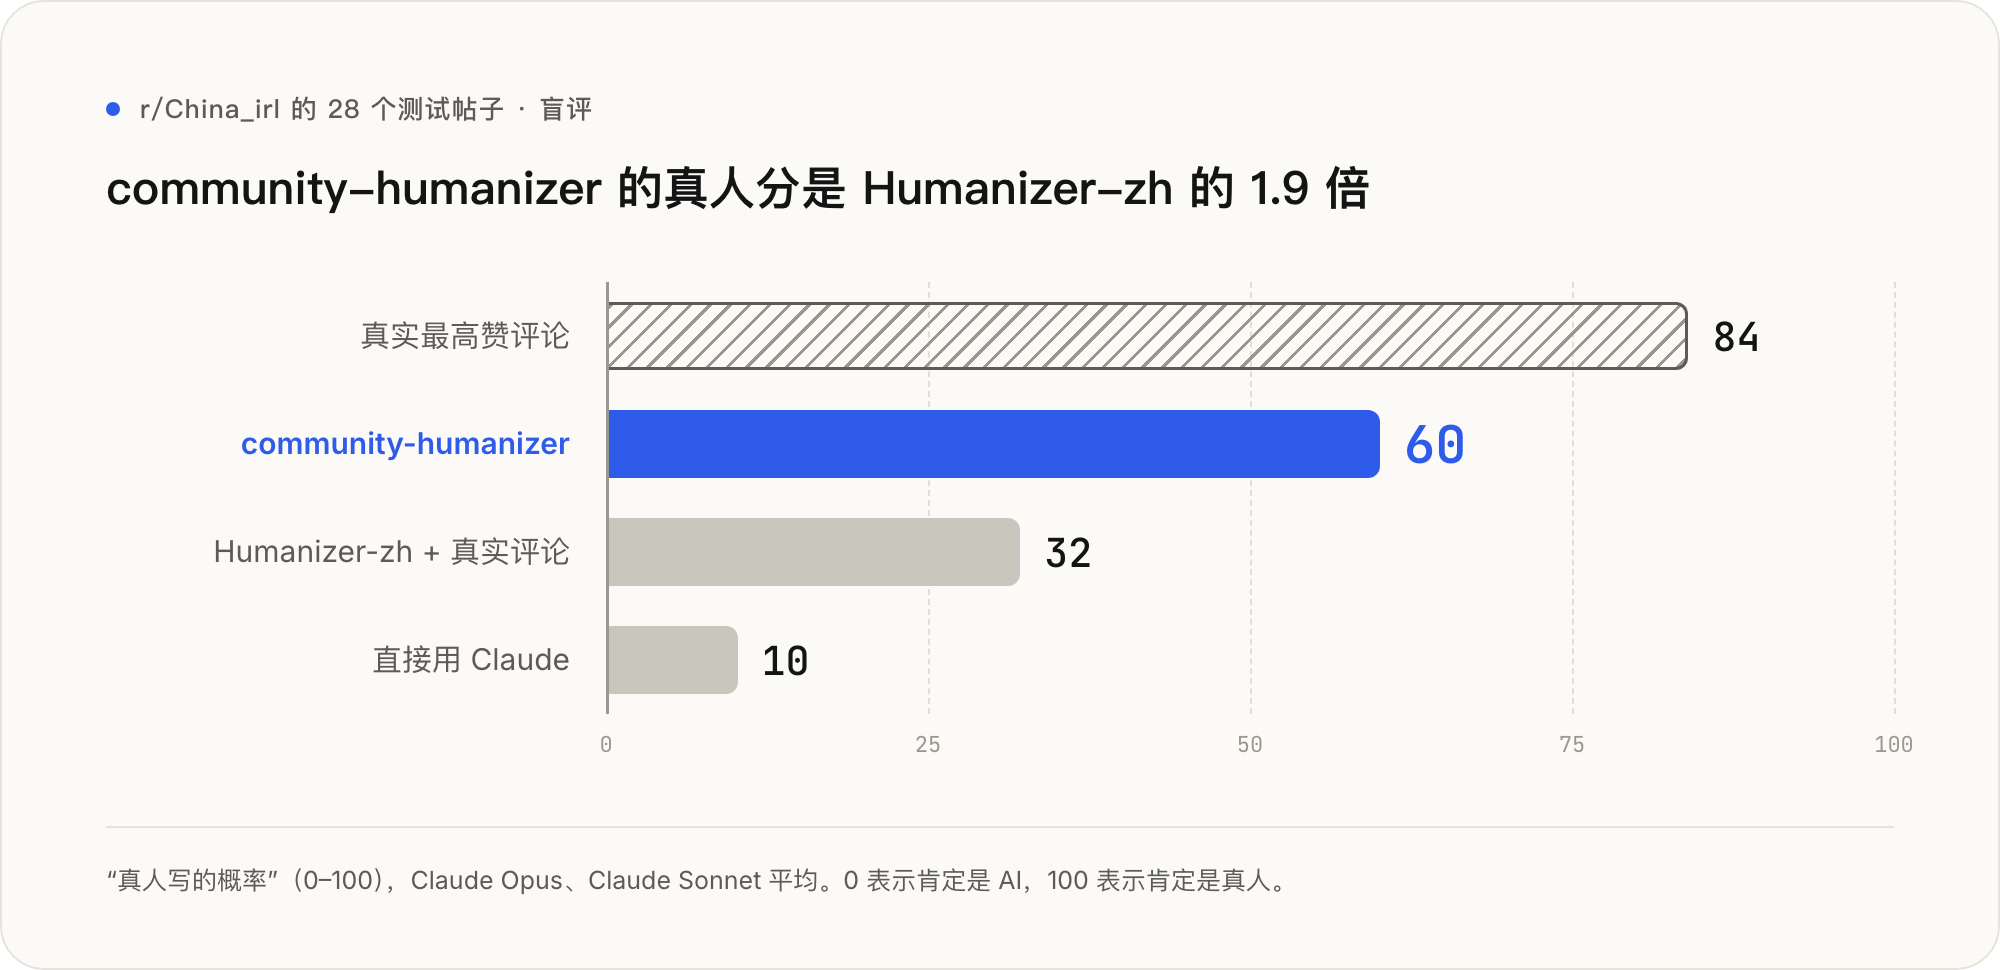 r/China_irl 的 28 个测试帖子 · 盲评
community-humanizer 的真人分是 Humanizer-zh 的 1.9 倍
真实最高赞评论 84
community-humanizer 60
Humanizer-zh + 真实评论 32
直接用 Claude 10
0 25 50 75 100
“真人写的概率”（0–100），Claude Opus、Claude Sonnet 平均。0 表示肯定是 AI，100 表示肯定是真人。